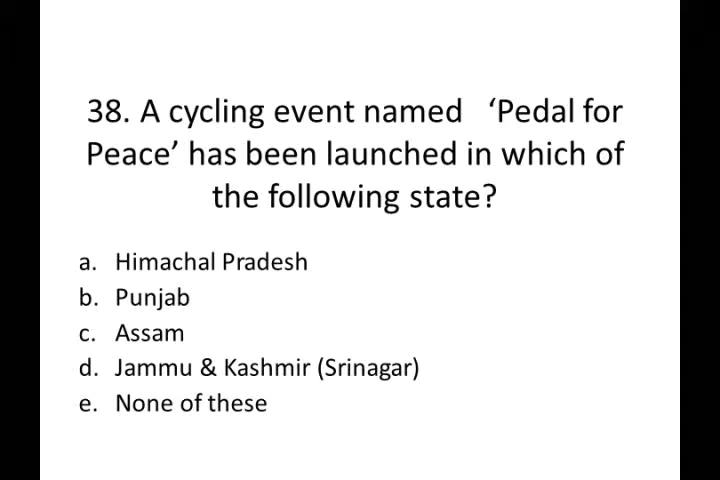 38. A cycling event named ‘Pedal for
Peace’ has been launched in which of
the following state?
a. Himachal Pradesh
b. Punjab
c. Assam
d. Jammu & Kashmir (Srinagar)
e. None of these